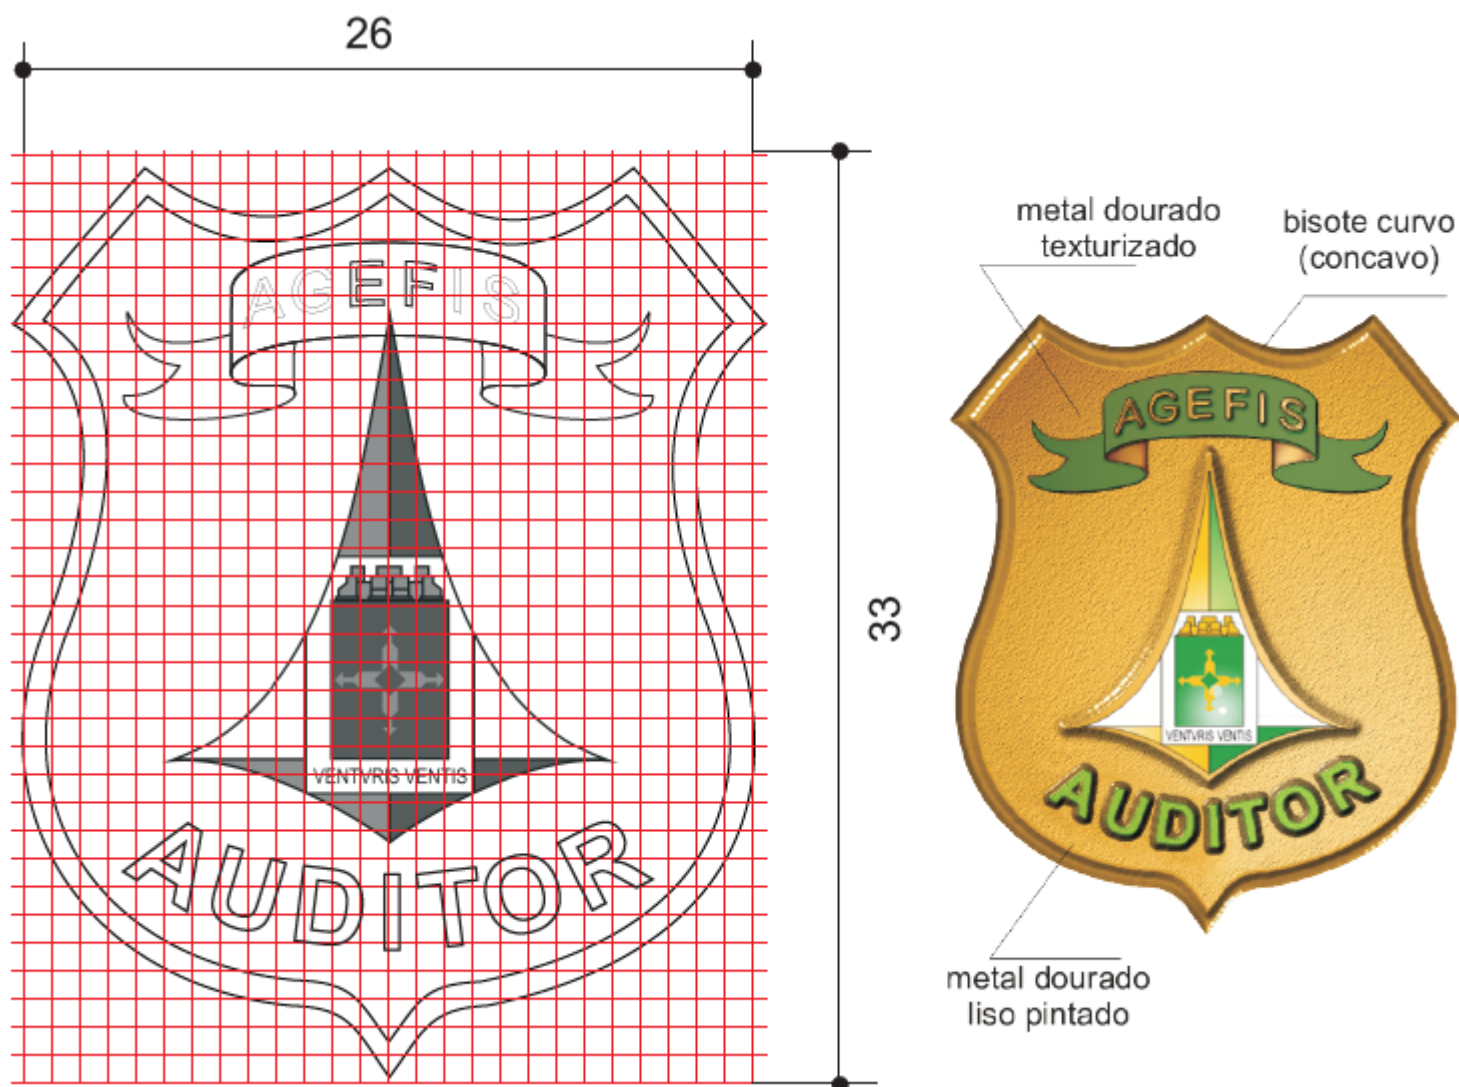 26
AGEFIS
VENTVRIS VENTIS
AUDITOR
33
metal dourado
texturizado
bisote curvo
(concavo)
AGEFIS
VENTVRIS VENTIS
AUDITOR
metal dourado
liso pintado